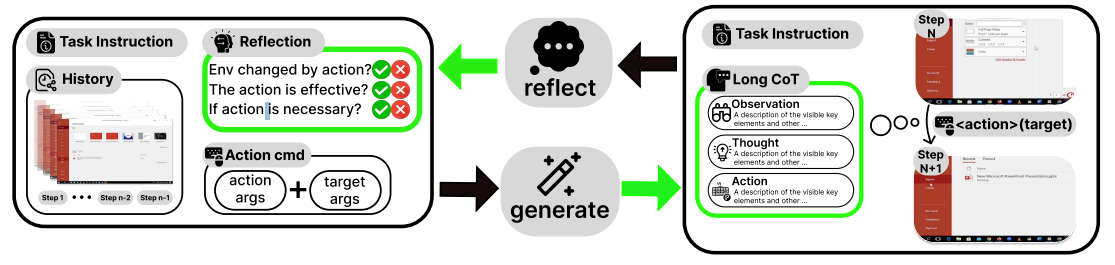 Task Instruction
History
Step 1
Step n-2
Step n-1
Reflection
Env changed by action?
The action is effective?
If action is necessary?
Action cmd
action
args
+
target
args
reflect
generate
Task Instruction
Long CoT
Observation
A description of the visible key
elements and other ...
Thought
A description of the visible key
elements and other ...
Action
A description of the visible key
elements and other ...
Step
N
<action>(target)
Step
N+1